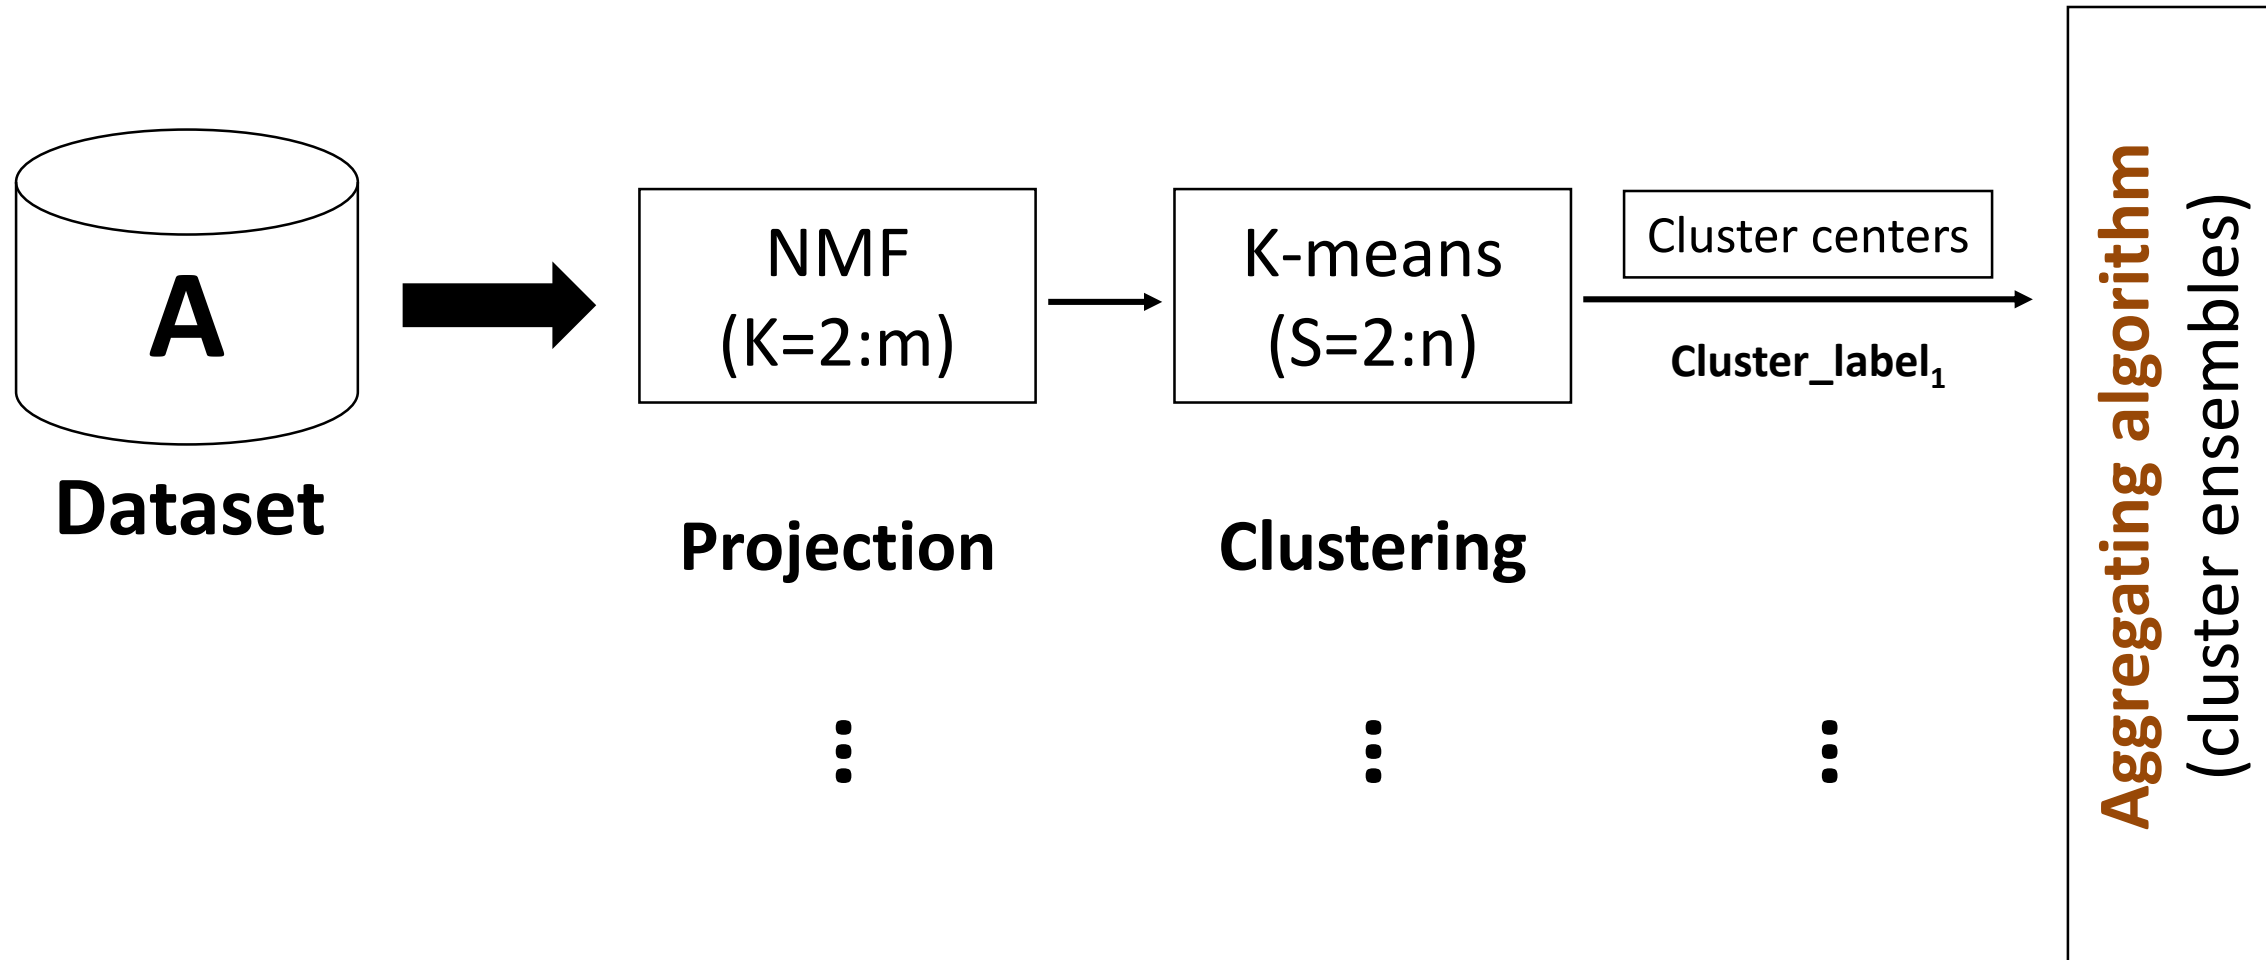 A
Dataset
NMF
(K=2:m)
Projection
K-means
(S=2:n)
Clustering
Cluster centers
Cluster_label₁
Aggregating algorithm
(cluster ensembles)